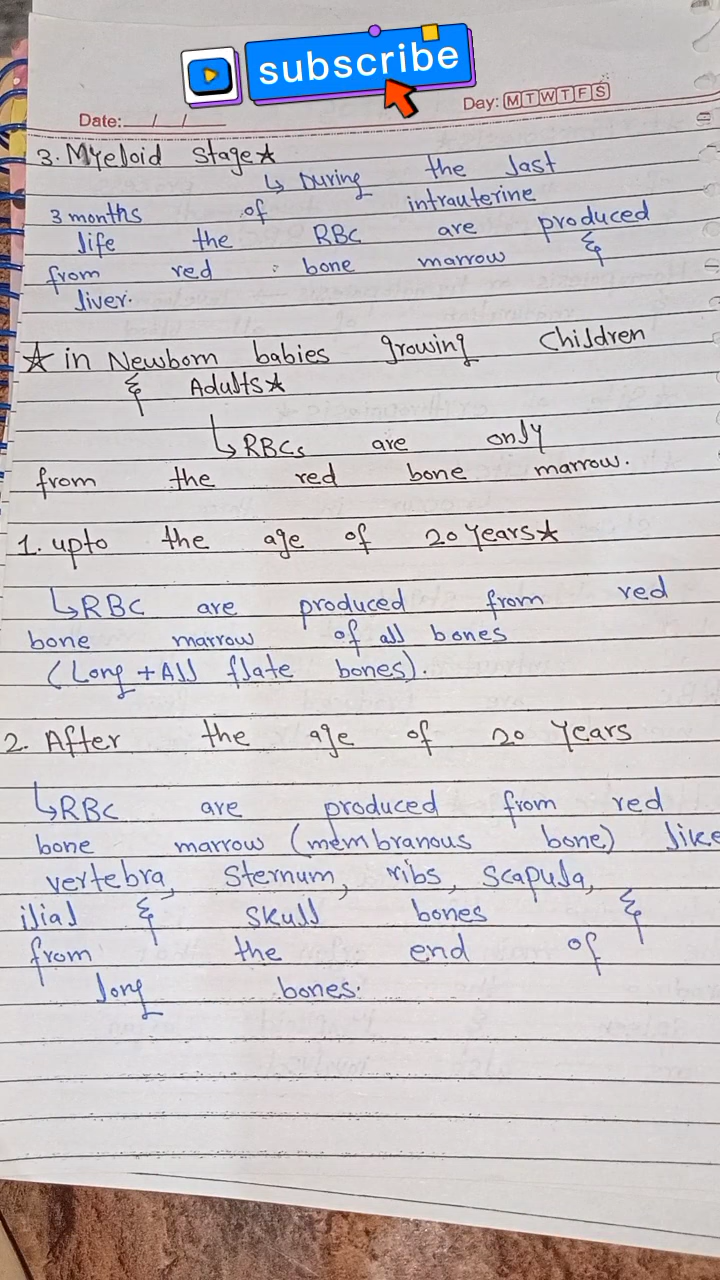 subscribe
Date: __/__/____ Day: M T W T F S
3. Myeloid stage★
↳ During the last
3 months of intrauterine
life the RBC are produced
from red bone marrow &
liver.
★ in Newborn babies growing Children
& Adults★
↳ RBCs are only
from the red bone marrow.
1. upto the age of 20 years★
↳ RBC are produced from red
bone marrow of all bones
(Long + All flate bones).
2. After the age of 20 years
↳ RBC are produced from red
bone marrow (membranous bone) like
vertebra, sternum, ribs, scapula,
ilial & skull bones &
from the end of
long bones.